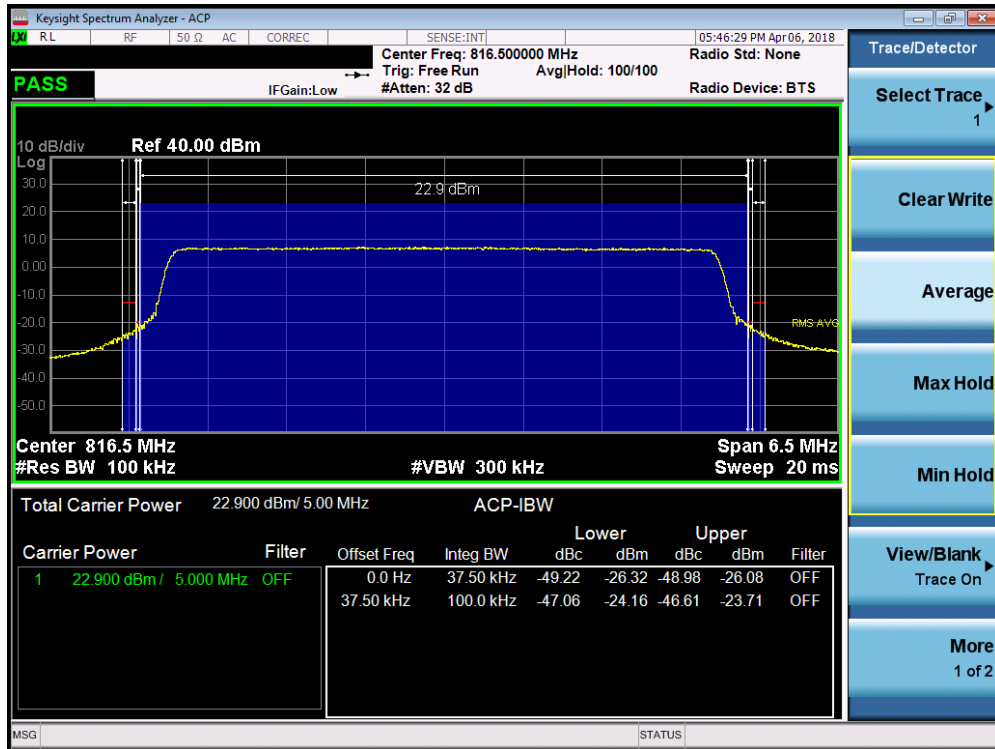 Keysight Spectrum Analyzer - ACP
LXI RL RF 50 Ω AC CORREC SENSE:INT 05:46:29 PM Apr 06, 2018
Center Freq: 816.500000 MHz Radio Std: None
Trig: Free Run Avg|Hold: 100/100
PASS IFGain:Low #Atten: 32 dB Radio Device: BTS
10 dB/div Ref 40.00 dBm
Log
30.0
22.9 dBm
20.0
10.0
0.00
-10.0
-20.0
RMS AVG
-30.0
-40.0
-50.0
Center 816.5 MHz Span 6.5 MHz
#Res BW 100 kHz #VBW 300 kHz Sweep 20 ms
Total Carrier Power 22.900 dBm/ 5.00 MHz ACP-IBW
Lower Upper
Carrier Power Filter Offset Freq Integ BW dBc dBm dBc dBm Filter
1 22.900 dBm / 5.000 MHz OFF 0.0 Hz 37.50 kHz -49.22 -26.32 -48.98 -26.08 OFF
37.50 kHz 100.0 kHz -47.06 -24.16 -46.61 -23.71 OFF
MSG STATUS
Trace/Detector
Select Trace
1
Clear Write
Average
Max Hold
Min Hold
View/Blank
Trace On
More
1 of 2